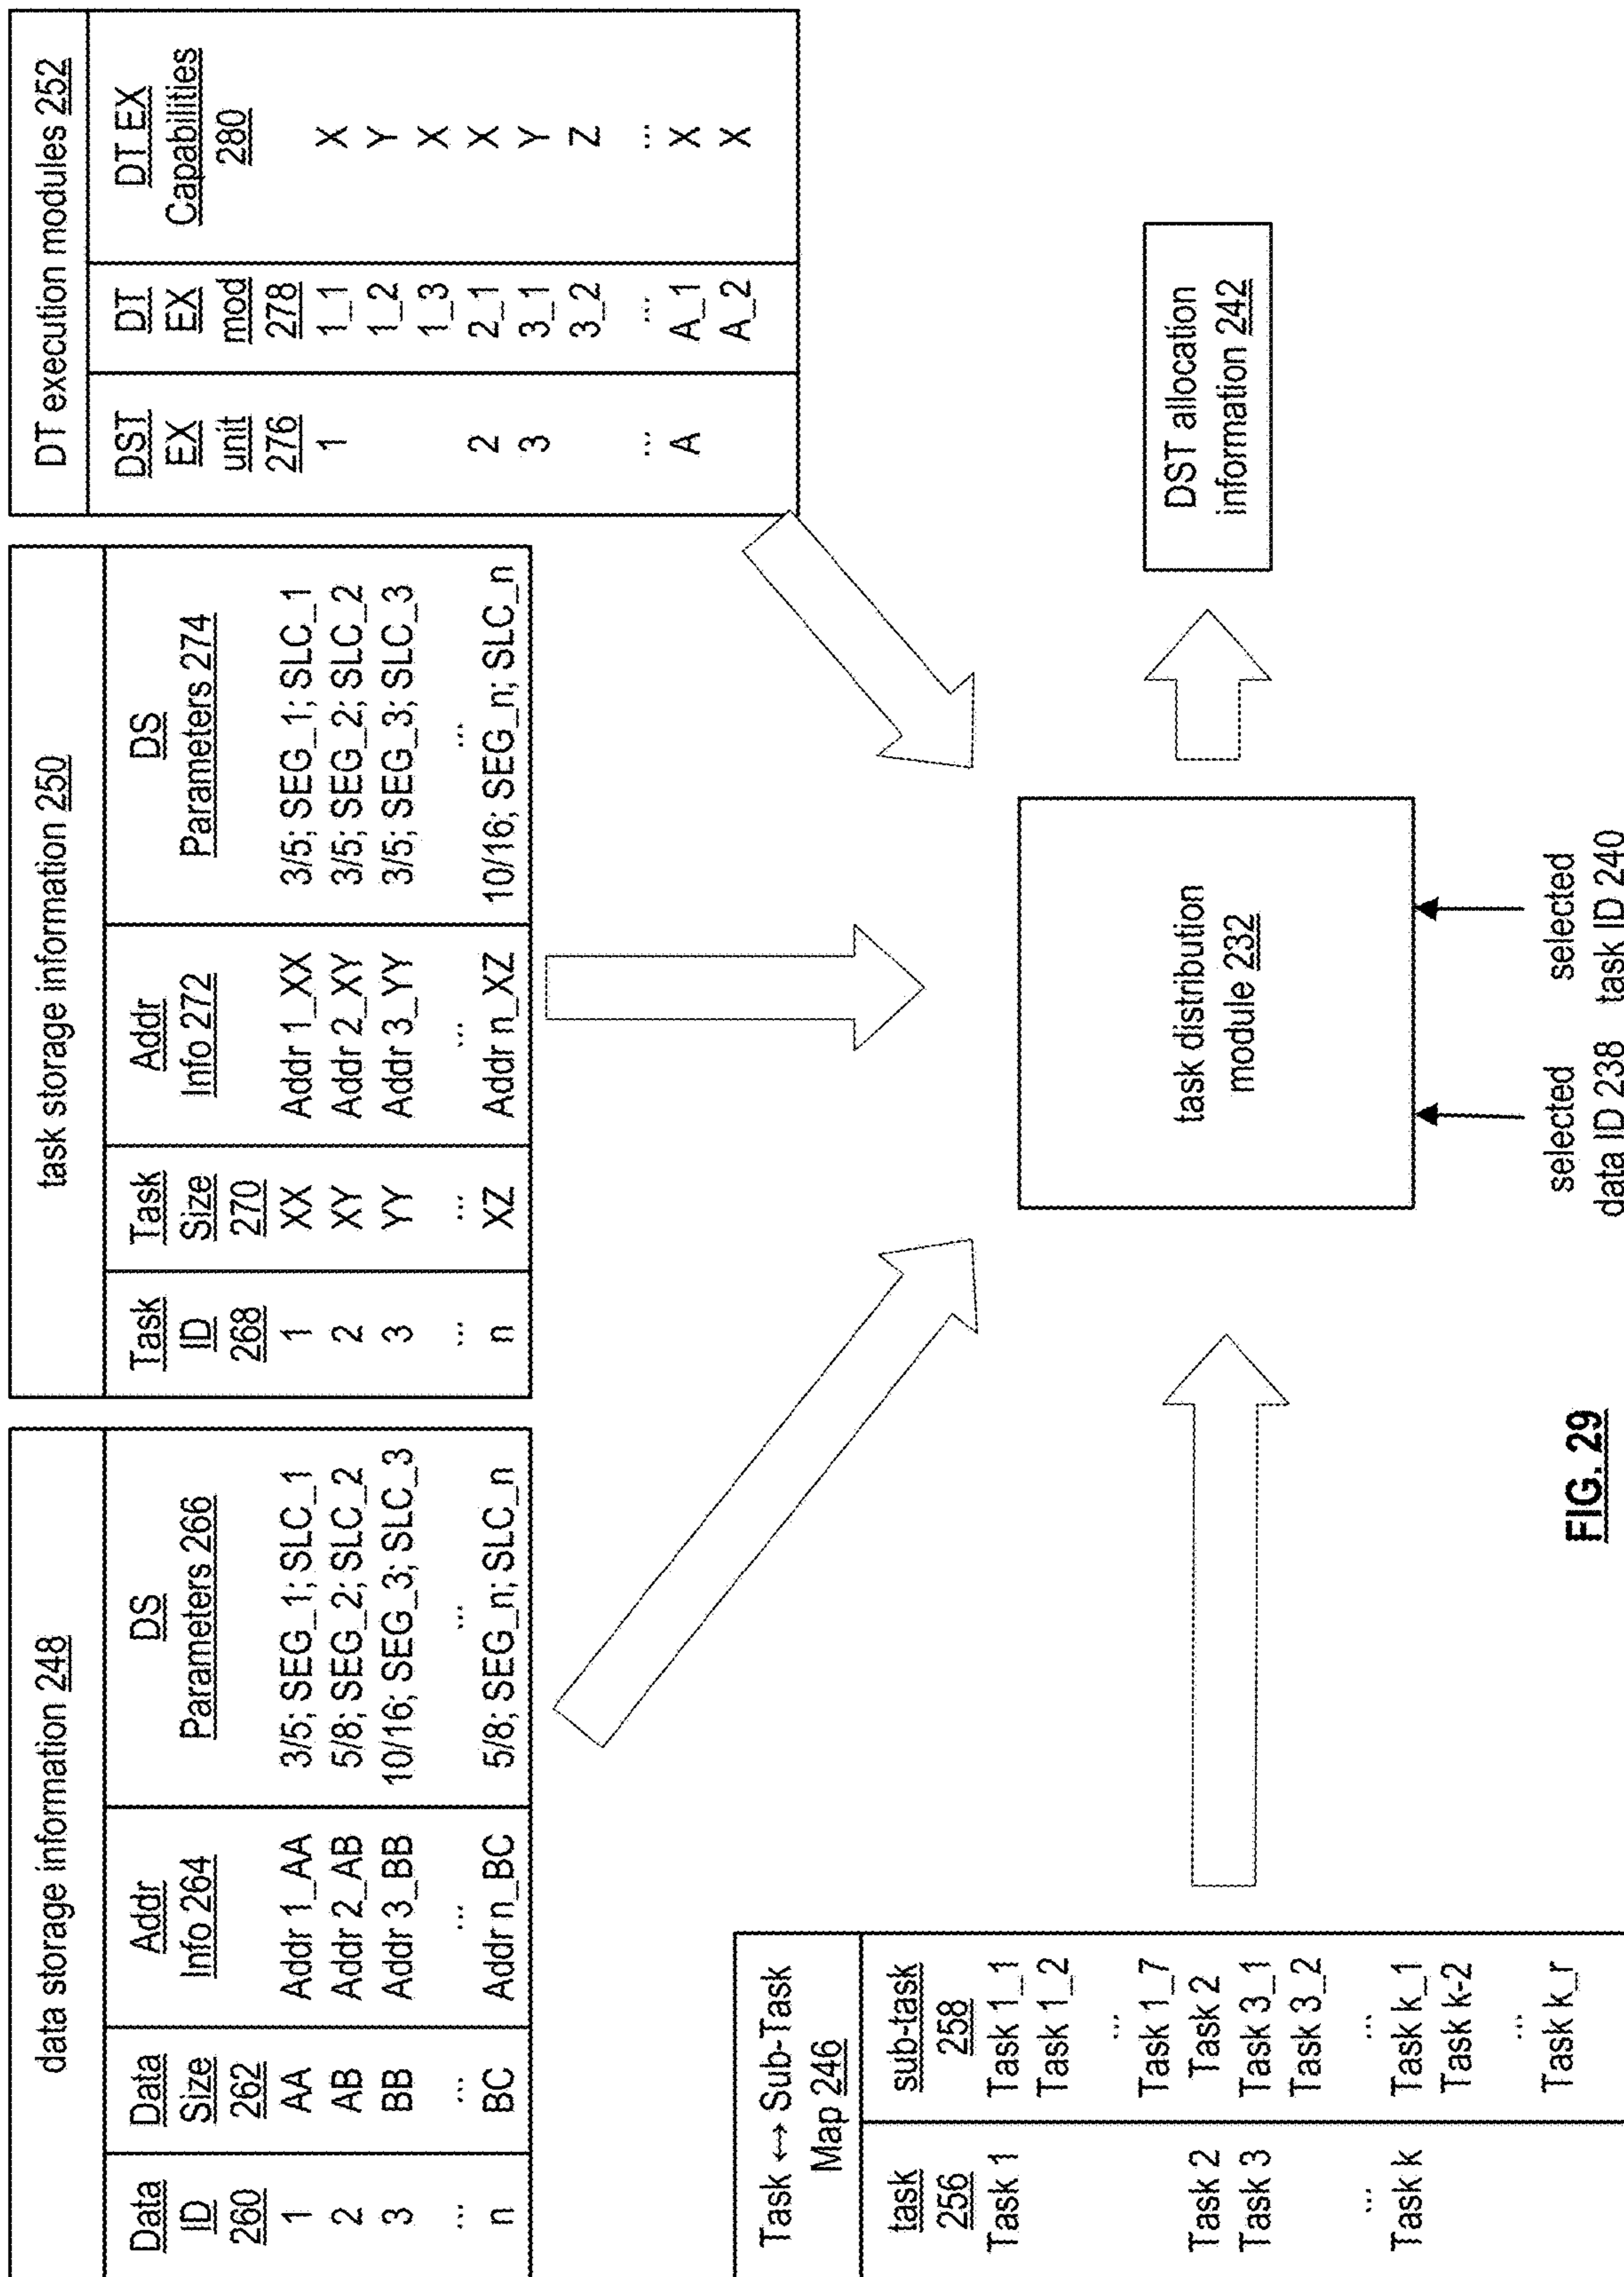 data storage information 248
Data ID 260
Data Size 262
Addr Info 264
DS Parameters 266
1 AA Addr 1_AA 3/5; SEG_1; SLC_1
2 AB Addr 2_AB 5/8; SEG_2; SLC_2
3 BB Addr 3_BB 10/16; SEG_3; SLC_3
... ... ... ...
n BC Addr n_BC 5/8; SEG_n; SLC_n
task storage information 250
Task ID 268
Task Size 270
Addr Info 272
DS Parameters 274
1 XX Addr 1_XX 3/5; SEG_1; SLC_1
2 XY Addr 2_XY 3/5; SEG_2; SLC_2
3 YY Addr 3_YY 3/5; SEG_3; SLC_3
... ... ... ...
n XZ Addr n_XZ 10/16; SEG_n; SLC_n
DT execution modules 252
DST EX unit 276
DT EX mod 278
DT EX Capabilities 280
1 1_1 X
1_2 Y
1_3 X
2 2_1 X
3 3_1 Y
3_2 Z
... ... ...
A A_1 X
A_2 X
Task ↔ Sub-Task
Map 246
task 256
sub-task 258
Task 1 Task 1_1
Task 1_2
...
Task 1_7
Task 2 Task 2
Task 3 Task 3_1
Task 3_2
... ...
Task k Task k_1
Task k-2
...
Task k_r
task distribution
module 232
DST allocation
information 242
selected
data ID 238
selected
task ID 240
FIG. 29